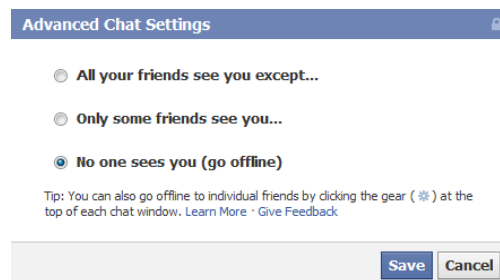 Advanced Chat Settings
All your friends see you except...
Only some friends see you...
No one sees you (go offline)
Tip: You can also go offline to individual friends by clicking the gear ( ) at the
top of each chat window. Learn More · Give Feedback
Save Cancel